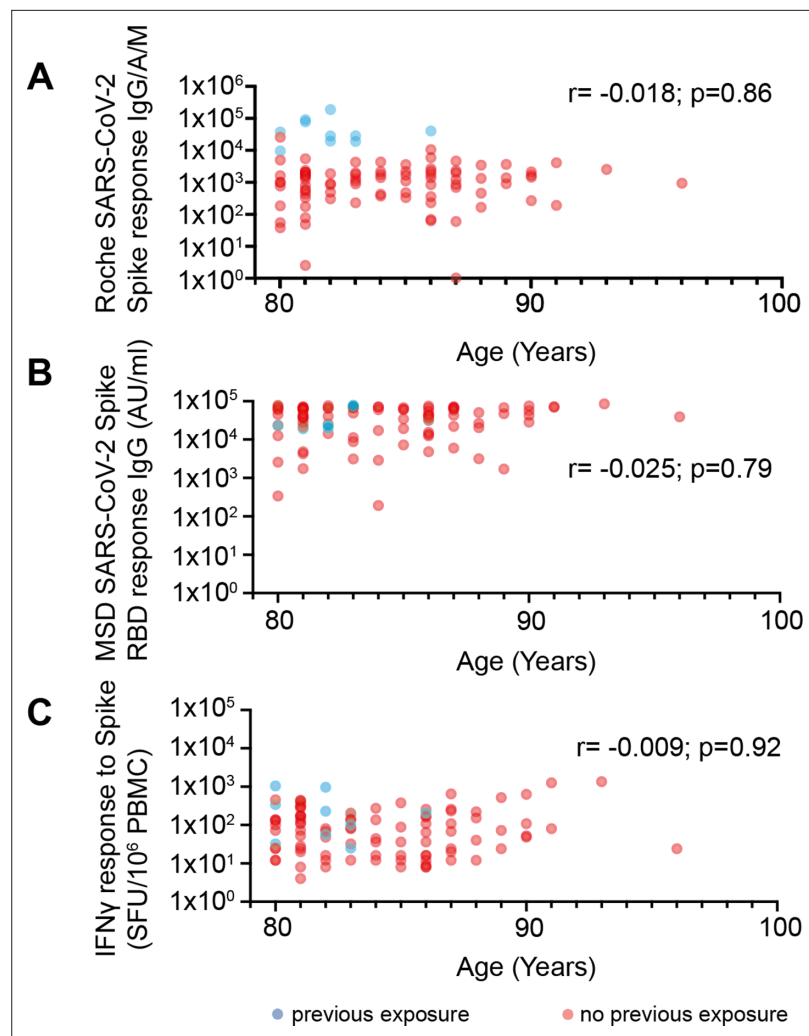 A
Roche SARS-CoV-2
Spike response IgG/A/M
1x10⁶
1x10⁵
1x10⁴
1x10³
1x10²
1x10¹
1x10⁰
r= -0.018; p=0.86
80
90
100
Age (Years)
B
MSD SARS-CoV-2 Spike
RBD response IgG (AU/ml)
1x10⁵
1x10⁴
1x10³
1x10²
1x10¹
1x10⁰
r= -0.025; p=0.79
80
90
100
Age (Years)
C
IFNγ response to Spike
(SFU/10⁶ PBMC)
1x10⁵
1x10⁴
1x10³
1x10²
1x10¹
1x10⁰
r= -0.009; p=0.92
80
90
100
Age (Years)
previous exposure
no previous exposure